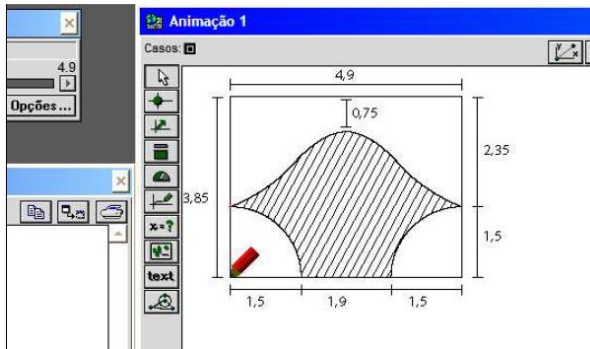 Animação 1
Casos:
4.9
Opções...
x=?
text
4,9
0,75
2,35
3,85
1,5
1,5
1,9
1,5